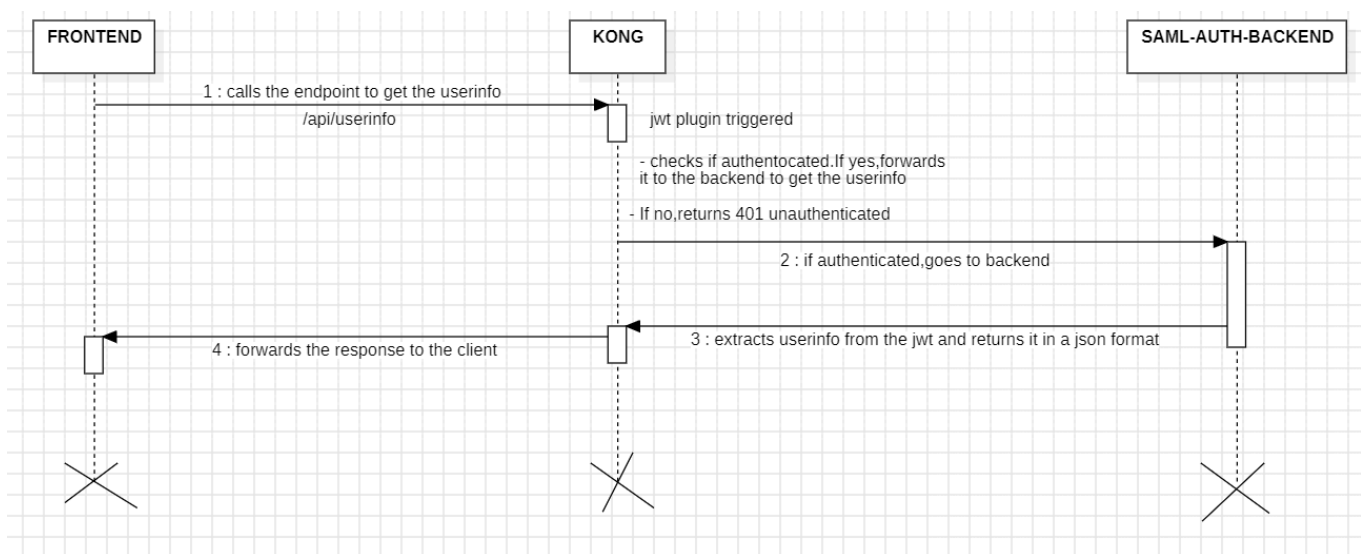 FRONTEND
KONG
SAML-AUTH-BACKEND
1 : calls the endpoint to get the userinfo
/api/userinfo
jwt plugin triggered
- checks if authentocated.If yes,forwards
it to the backend to get the userinfo
- If no,returns 401 unauthenticated
2 : if authenticated,goes to backend
3 : extracts userinfo from the jwt and returns it in a json format
4 : forwards the response to the client